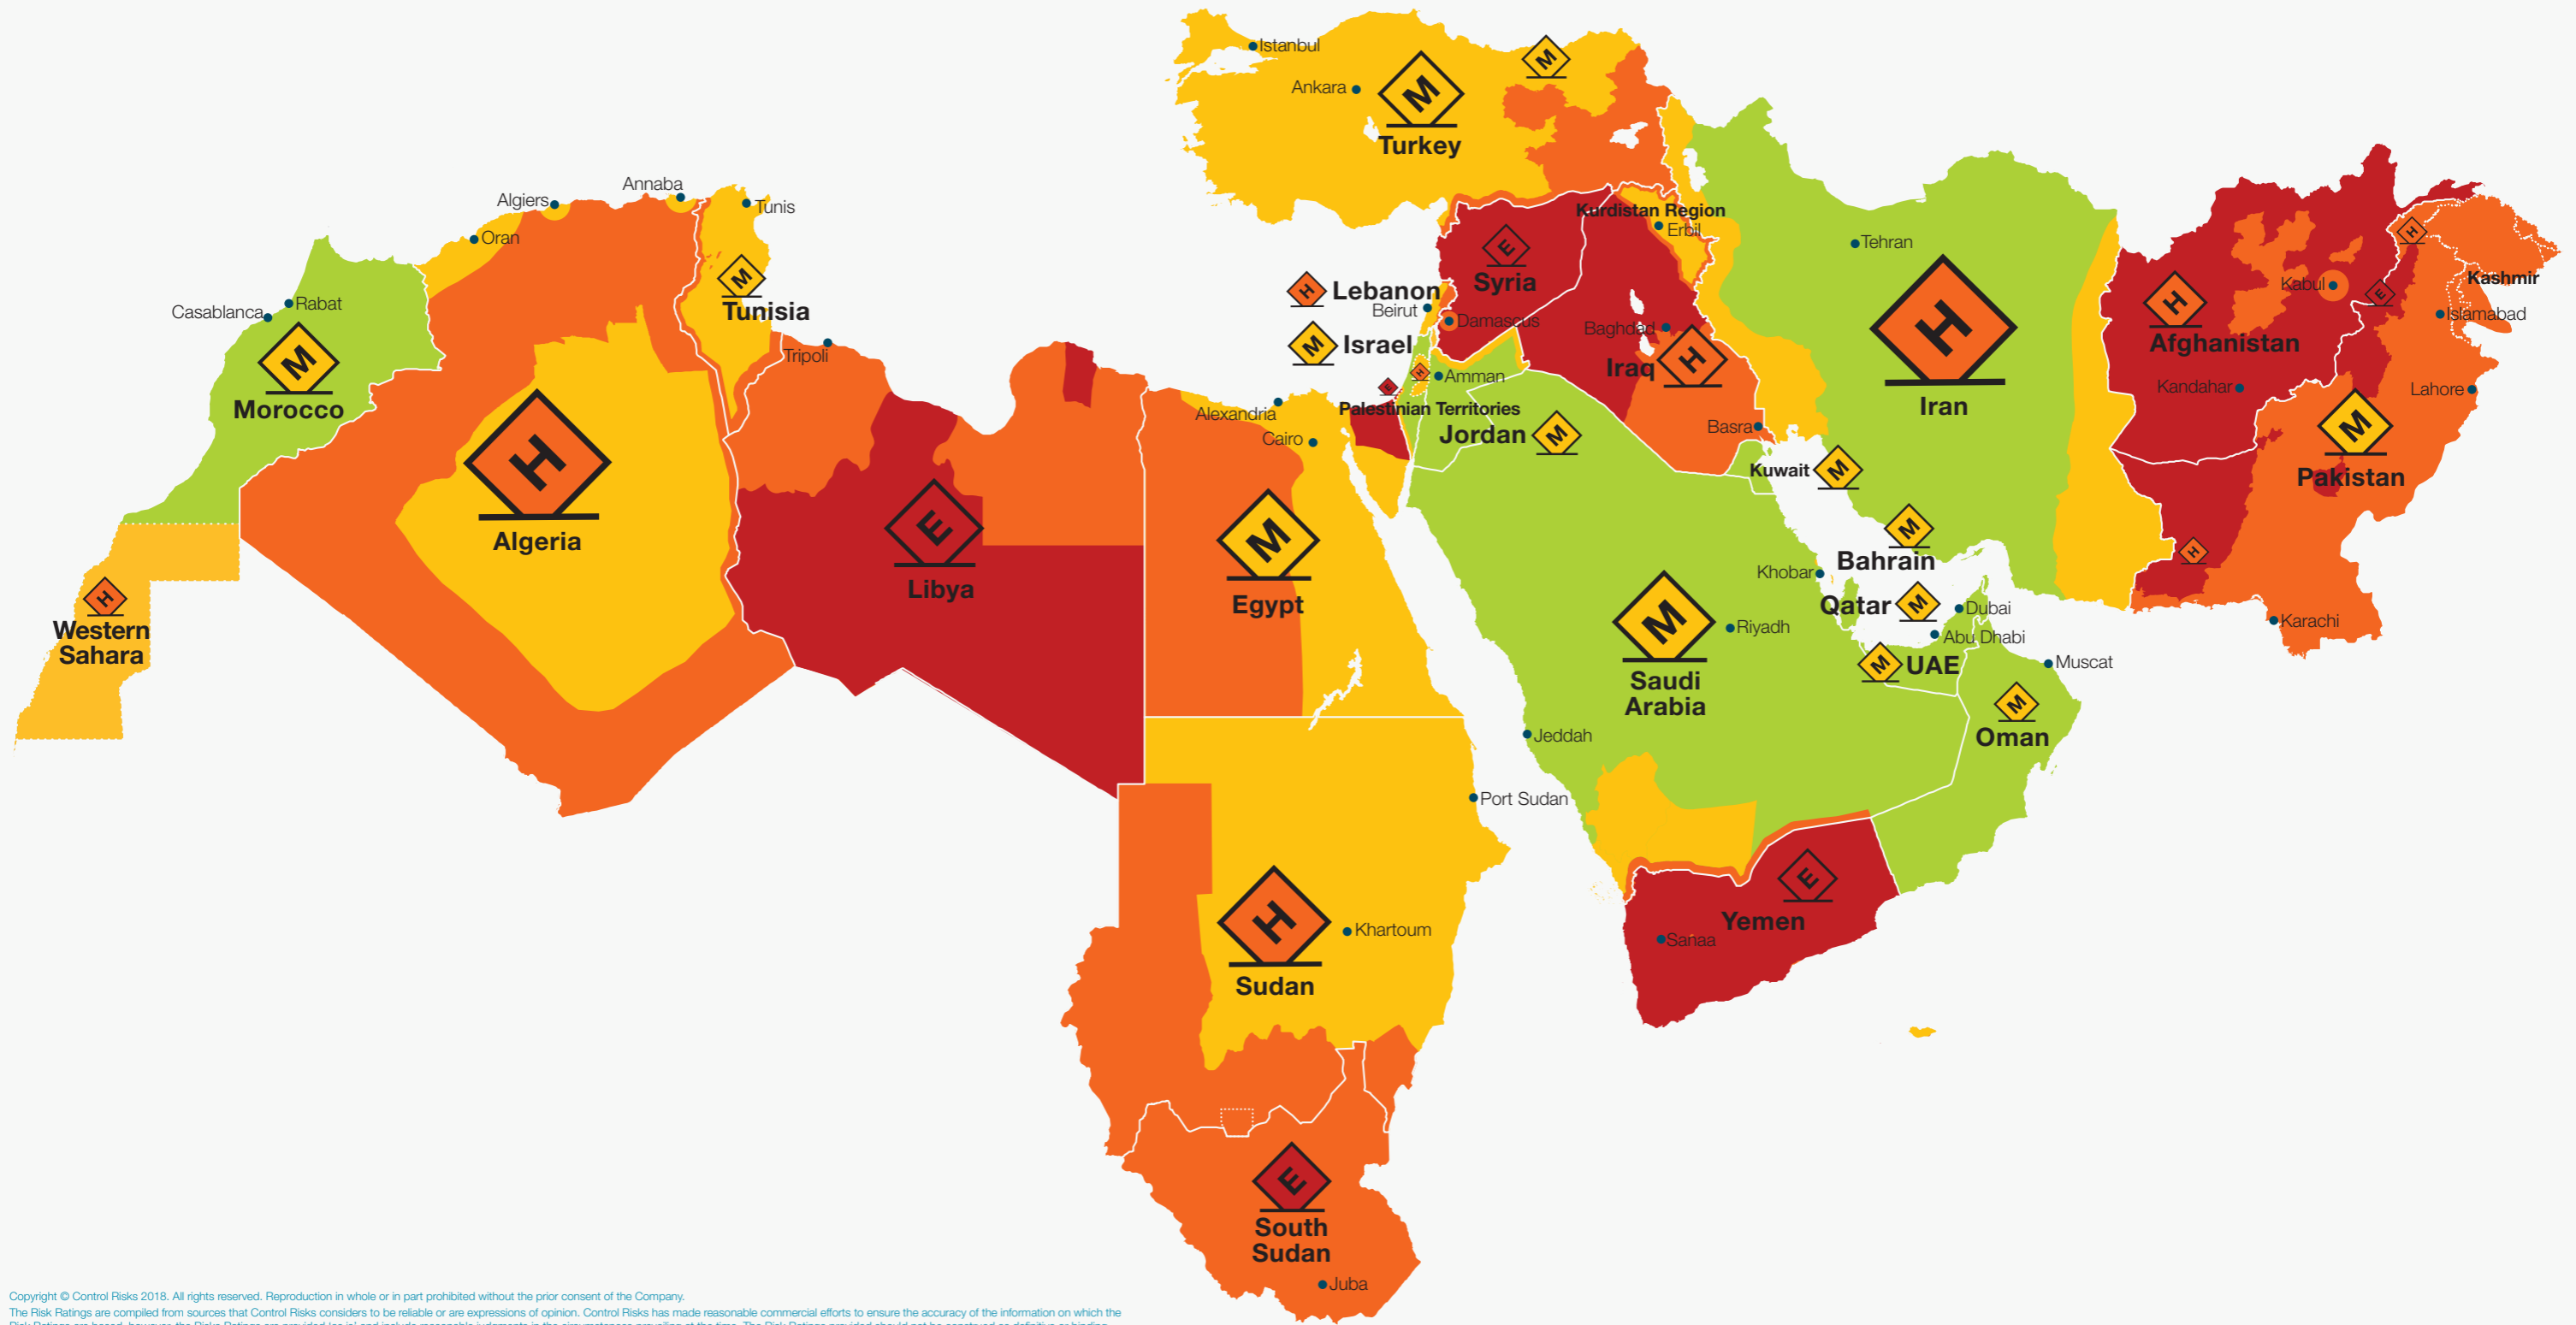 Istanbul
Ankara
M
M
Turkey
Annaba
Algiers
Tunis
Oran
Kurdistan Region
Erbil
Tehran
H
Kashmir
Casablanca
Rabat
M
Morocco
M
Tunisia
Tripoli
H
Lebanon
Beirut
M
Israel
E
Syria
Damascus
Baghdad
Iraq
H
H
Iran
H
Afghanistan
Kabul
E
Islamabad
Kandahar
Lahore
M
Pakistan
H
Karachi
H
Algeria
E
Libya
Alexandria
Cairo
M
Egypt
E
H
Amman
Palestinian Territories
Jordan
M
Basra
Kuwait
M
M
Bahrain
Khobar
Qatar
M
Dubai
Abu Dhabi
M
UAE
Muscat
M
Oman
M
Riyadh
Saudi
Arabia
Jeddah
H
Western
Sahara
Port Sudan
H
Khartoum
Sudan
E
Yemen
Sanaa
E
South
Sudan
Juba
Copyright © Control Risks 2018. All rights reserved. Reproduction in whole or in part prohibited without the prior consent of the Company.
The Risk Ratings are compiled from sources that Control Risks considers to be reliable or are expressions of opinion. Control Risks has made reasonable commercial efforts to ensure the accuracy of the information on which the